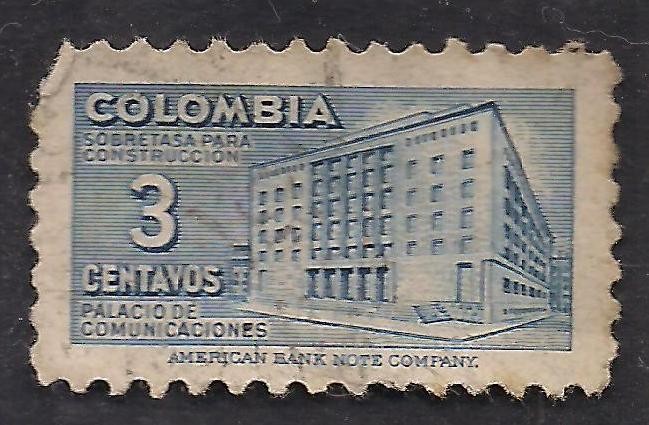 COLOMBIA
SOBRETASA PARA
CONSTRUCCION
3
CENTAVOS
PALACIO DE
COMUNICACIONES
AMERICAN BANK NOTE COMPANY.